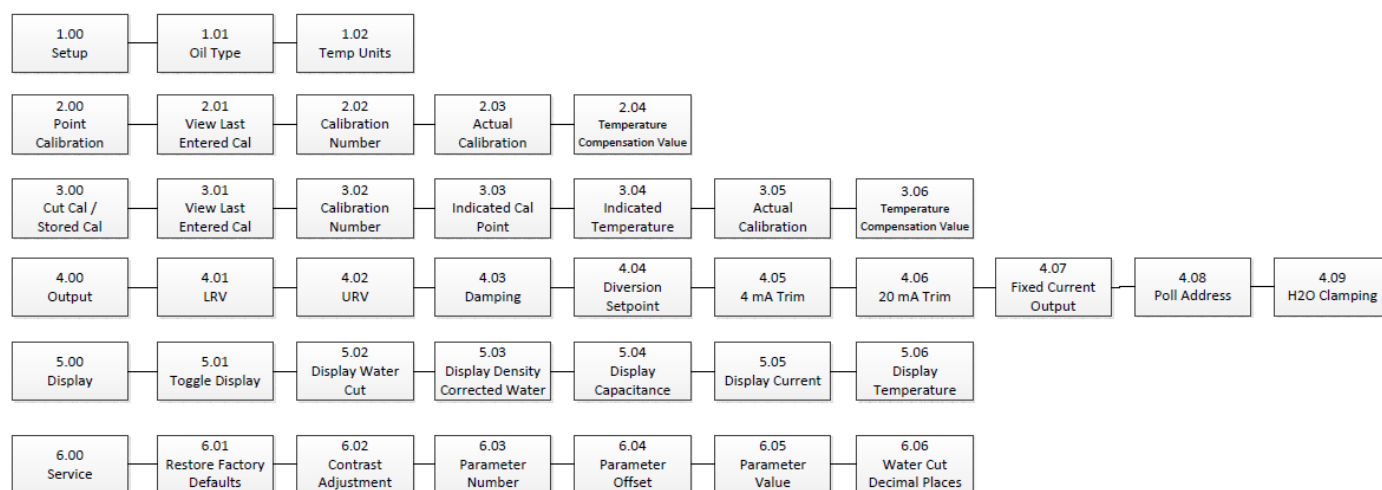 1.00
Setup
1.01
Oil Type
1.02
Temp Units
2.00
Point
Calibration
2.01
View Last
Entered Cal
2.02
Calibration
Number
2.03
Actual
Calibration
2.04
Temperature
Compensation Value
3.00
Cut Cal /
Stored Cal
3.01
View Last
Entered Cal
3.02
Calibration
Number
3.03
Indicated Cal
Point
3.04
Indicated
Temperature
3.05
Actual
Calibration
3.06
Temperature
Compensation Value
4.00
Output
4.01
LRV
4.02
URV
4.03
Damping
4.04
Diversion
Setpoint
4.05
4 mA Trim
4.06
20 mA Trim
4.07
Fixed Current
Output
4.08
Poll Address
4.09
H2O Clamping
5.00
Display
5.01
Toggle Display
5.02
Display Water
Cut
5.03
Display Density
Corrected Water
5.04
Display
Capacitance
5.05
Display Current
5.06
Display
Temperature
6.00
Service
6.01
Restore Factory
Defaults
6.02
Contrast
Adjustment
6.03
Parameter
Number
6.04
Parameter
Offset
6.05
Parameter
Value
6.06
Water Cut
Decimal Places